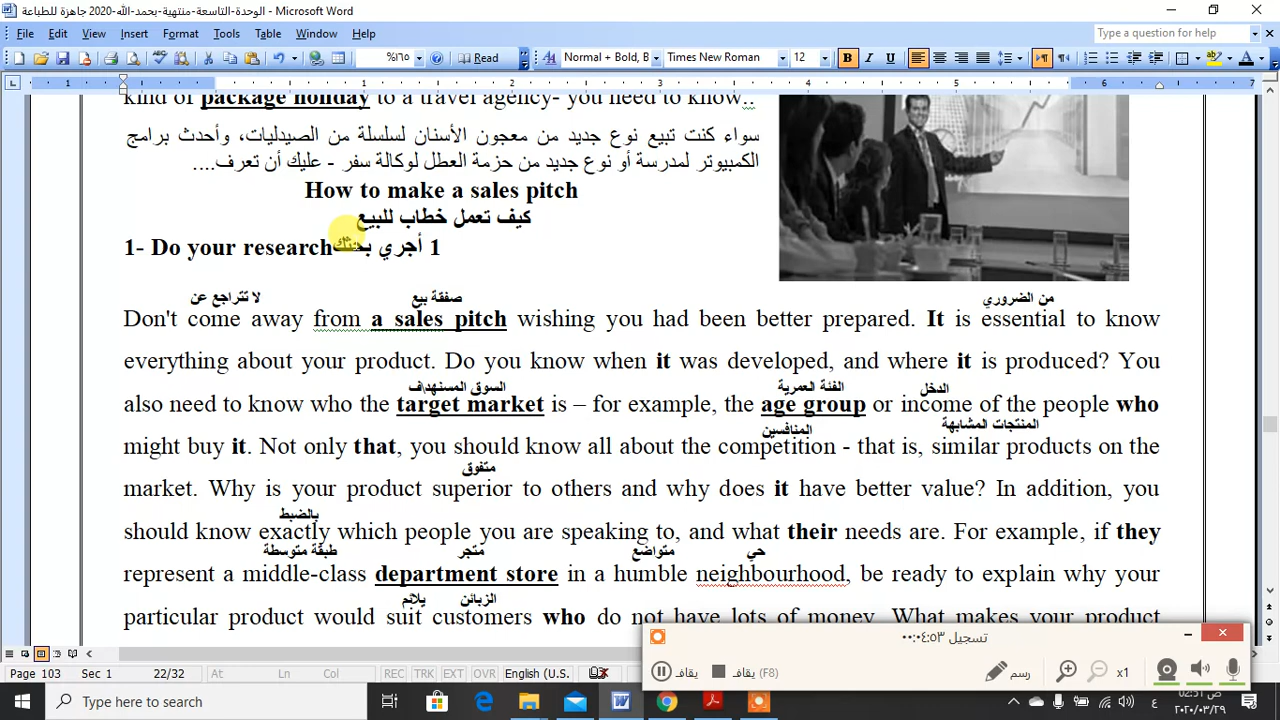 الوحدة-التاسعة-منتهية-بحمد-الله-2020 جاهزة للطباعة - Microsoft Word
File Edit View Insert Format Tools Table Window Help
Type a question for help
%١٦٥ Read Normal + Bold, B Times New Roman 12
kind of package holiday to a travel agency- you need to know..
سواء كنت تبيع نوع جديد من معجون الأسنان لسلسلة من الصيدليات، وأحدث برامج
الكمبيوتر لمدرسة أو نوع جديد من حزمة العطل لوكالة سفر - عليك أن تعرف....
How to make a sales pitch
كيف تعمل خطاب للبيع
1- Do your research 1 أجري بحثك
لا تتراجع عن صفقة بيع من الضروري
Don't come away from a sales pitch wishing you had been better prepared. It is essential to know
everything about your product. Do you know when it was developed, and where it is produced? You
السوق المستهد\ف الفئة العمرية الدخل
also need to know who the target market is – for example, the age group or income of the people who
المنافسين المنتجات المشابهة
might buy it. Not only that, you should know all about the competition - that is, similar products on the
متفوق
market. Why is your product superior to others and why does it have better value? In addition, you
بالضبط
should know exactly which people you are speaking to, and what their needs are. For example, if they
طبقة متوسطة متجر متواضع حي
represent a middle-class department store in a humble neighbourhood, be ready to explain why your
يلائم الزبائن
particular product would suit customers who do not have lots of money. What makes your product
تسجيل ٠٠:٠٤:٥٣
يقاف يقاف (F8) رسم x1
Page 103 Sec 1 22/32 At Ln Col REC TRK EXT OVR English (U.S.
Type here to search
ع
ص 02:51
٢٠٢٠/٠٣/٢٩